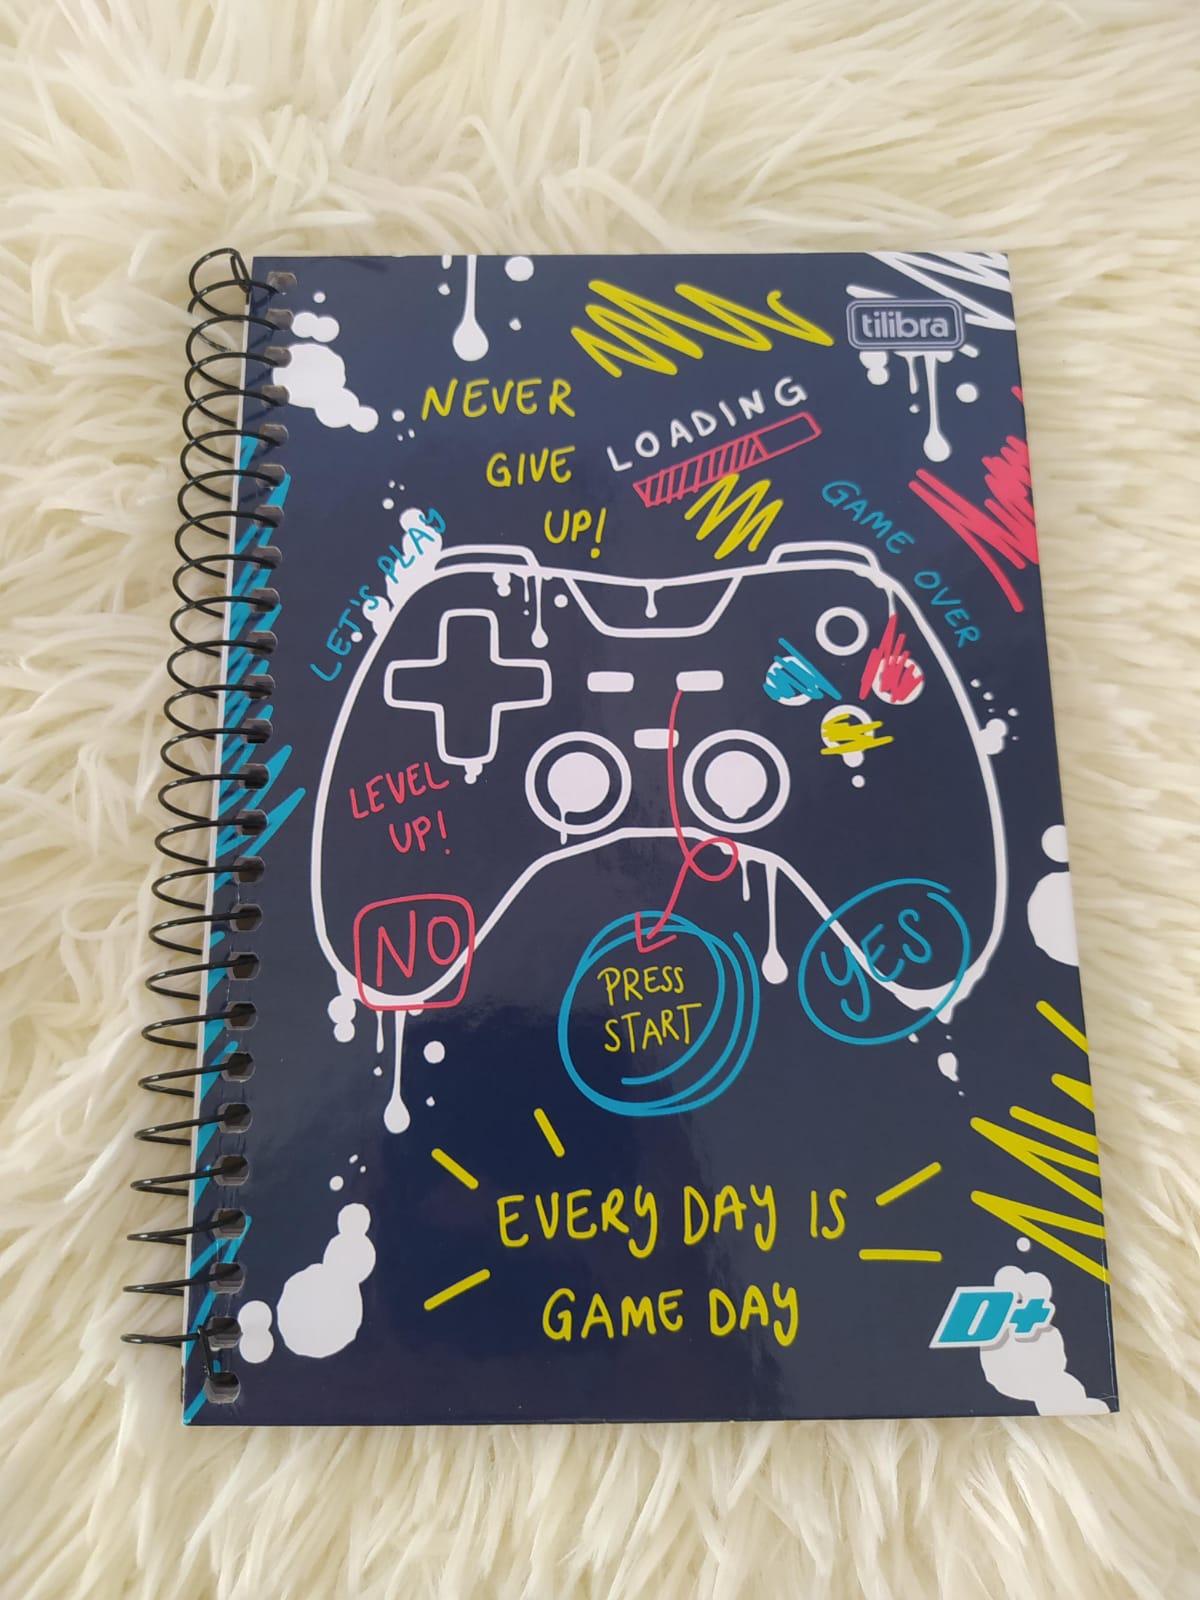 tilibra
NEVER
GIVE
UP!
LOADING
LET'S PLAY
GAME OVER
LEVEL
UP!
NO
PRESS
START
YES
EVERY DAY IS
GAME DAY
D+